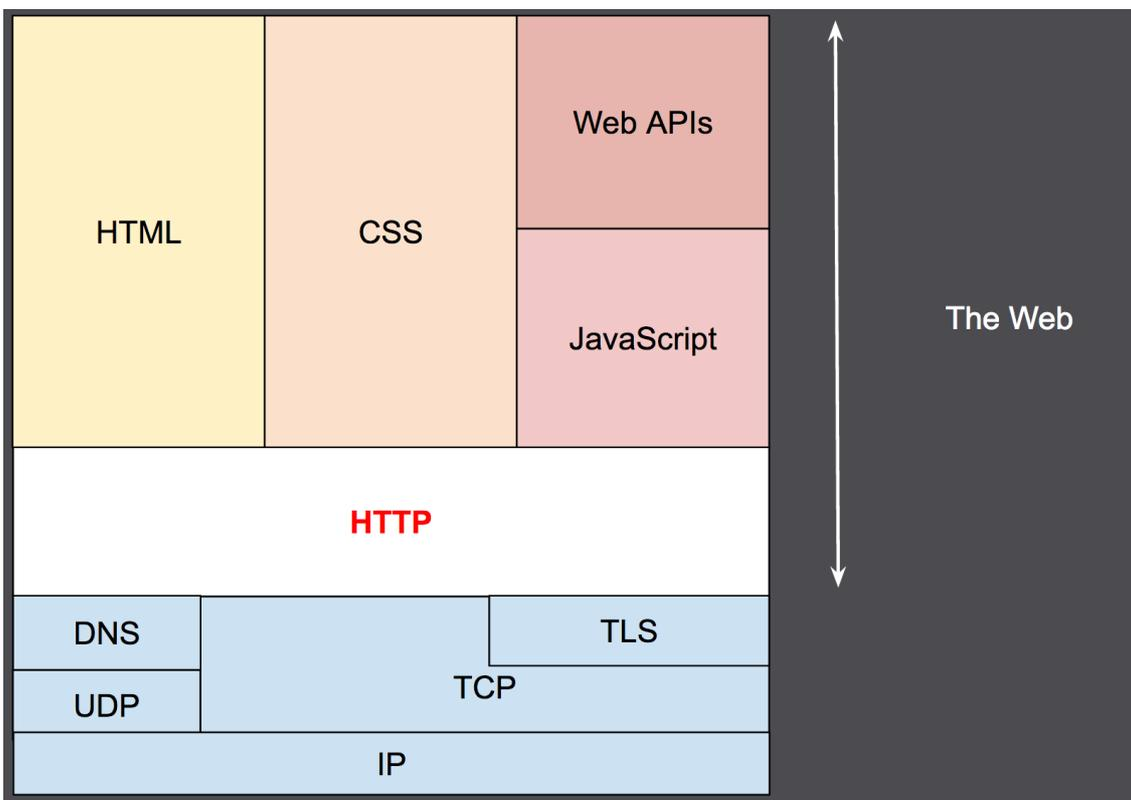 Web APIs
HTML
CSS
JavaScript
The Web
HTTP
DNS
TLS
TCP
UDP
IP